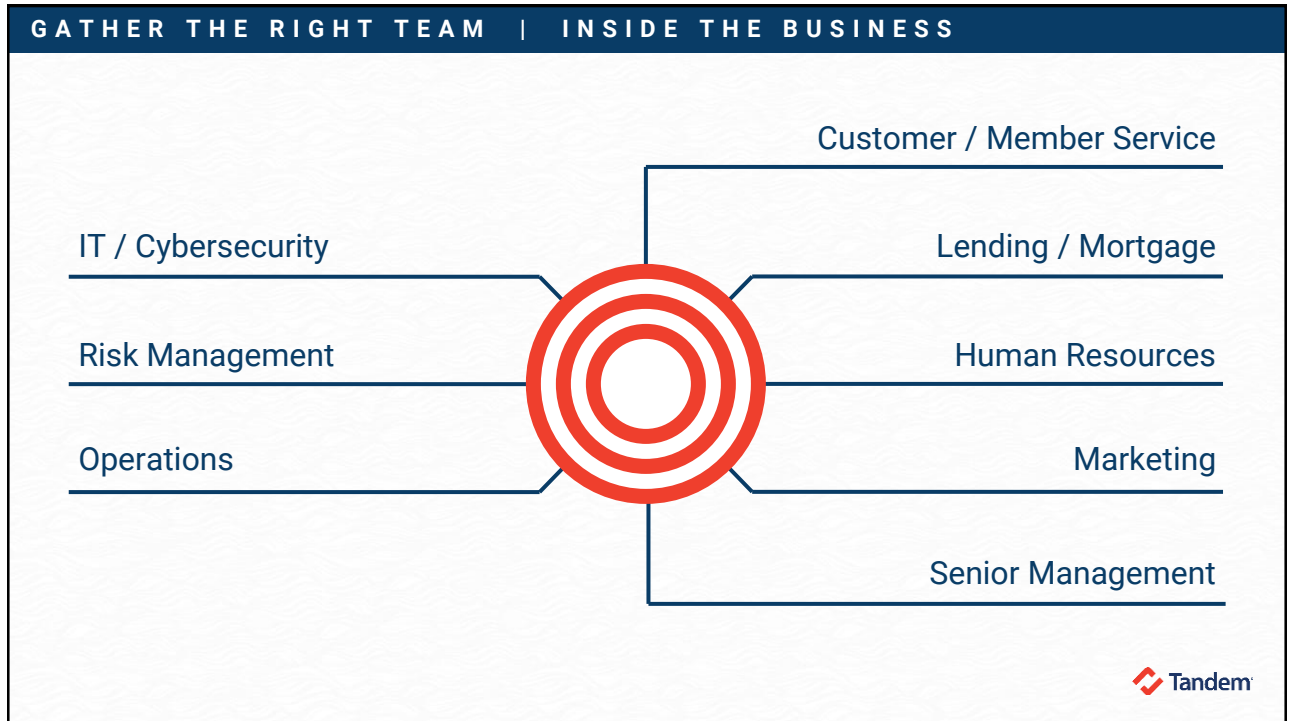 GATHER THE RIGHT TEAM | INSIDE THE BUSINESS
Customer / Member Service
IT / Cybersecurity
Lending / Mortgage
Risk Management
Human Resources
Operations
Marketing
Senior Management
Tandem